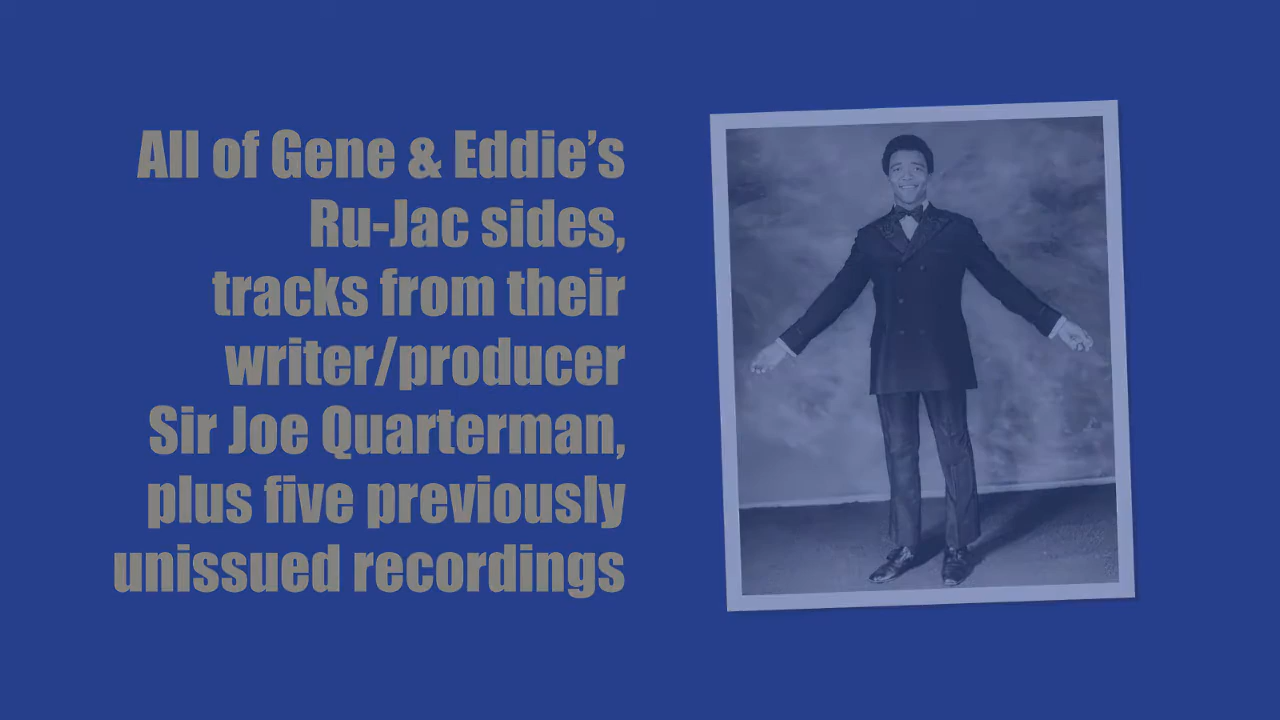 All of Gene & Eddie’s
Ru-Jac sides,
tracks from their
writer/producer
Sir Joe Quarterman,
plus five previously
unissued recordings